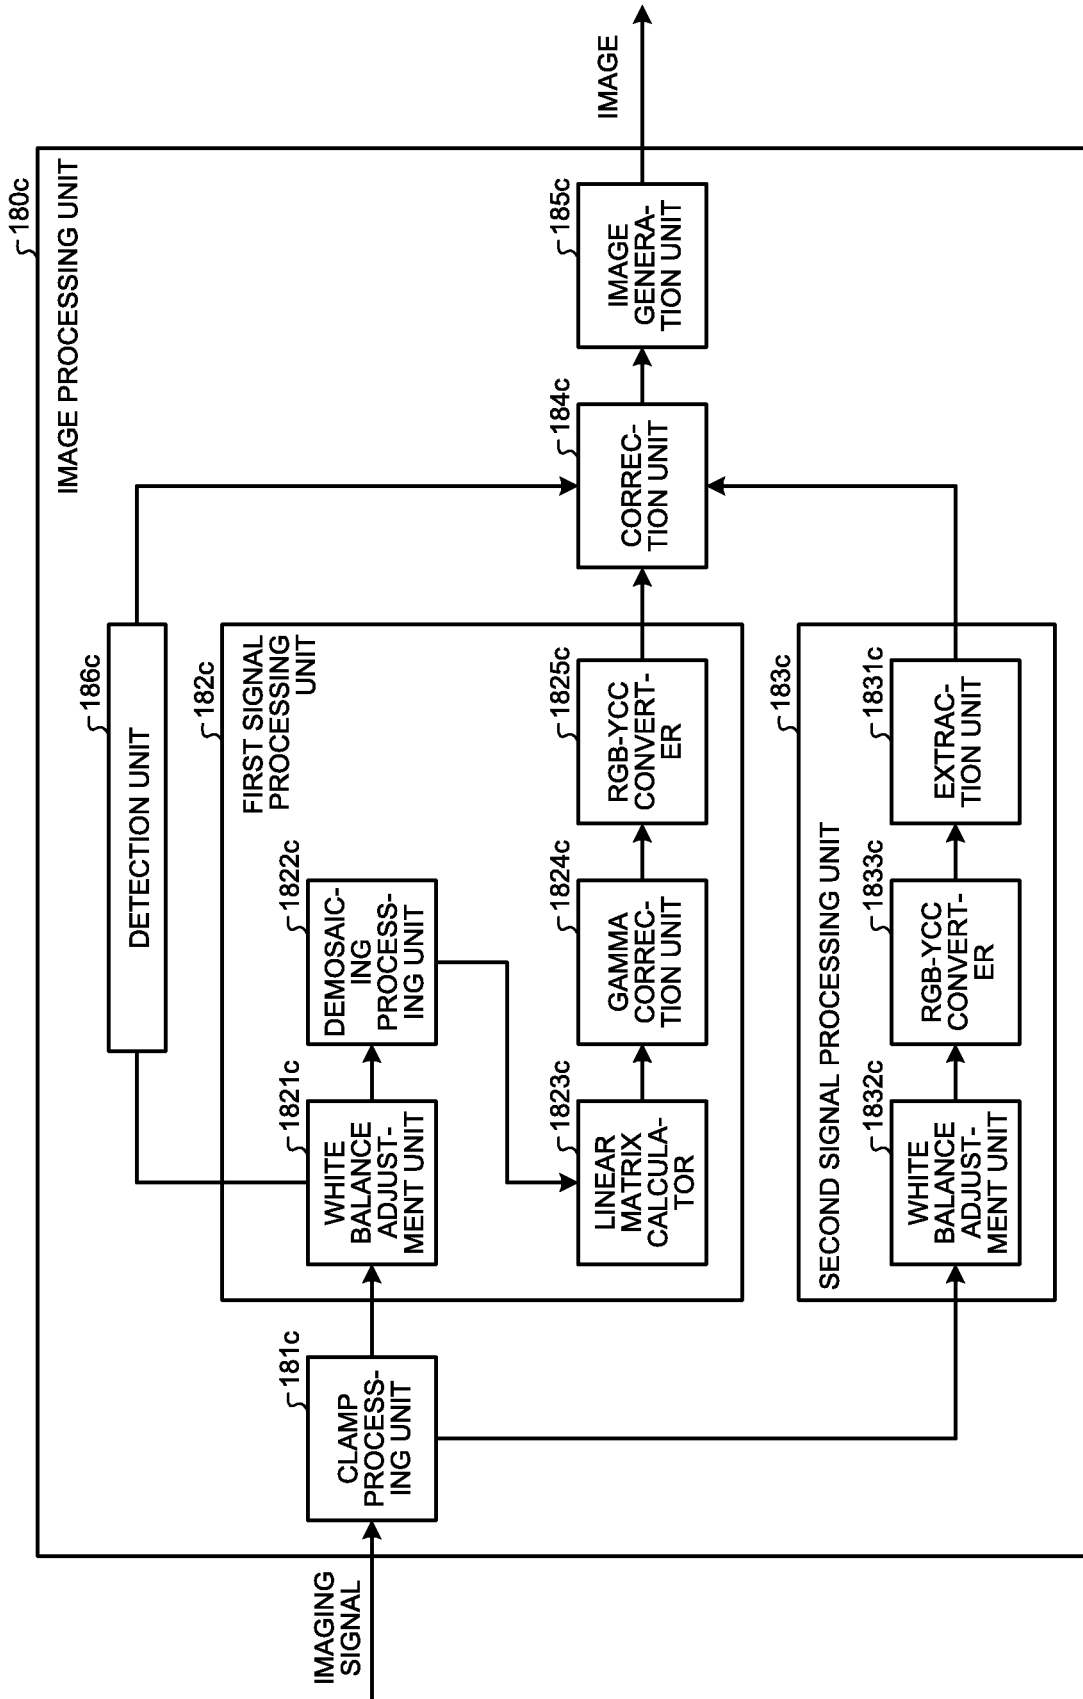 180c
IMAGE PROCESSING UNIT
186c
DETECTION UNIT
182c
FIRST SIGNAL
PROCESSING
UNIT
IMAGING
SIGNAL
181c
CLAMP
PROCESS-
ING UNIT
1821c
WHITE
BALANCE
ADJUST-
MENT UNIT
1822c
DEMOSAIC-
ING
PROCESS-
ING UNIT
1823c
LINEAR
MATRIX
CALCULA-
TOR
1824c
GAMMA
CORREC-
TION UNIT
1825c
RGB-YCC
CONVERT-
ER
184c
CORREC-
TION UNIT
185c
IMAGE
GENERA-
TION UNIT
IMAGE
183c
SECOND SIGNAL PROCESSING UNIT
1832c
WHITE
BALANCE
ADJUST-
MENT UNIT
1833c
RGB-YCC
CONVERT-
ER
1831c
EXTRAC-
TION UNIT